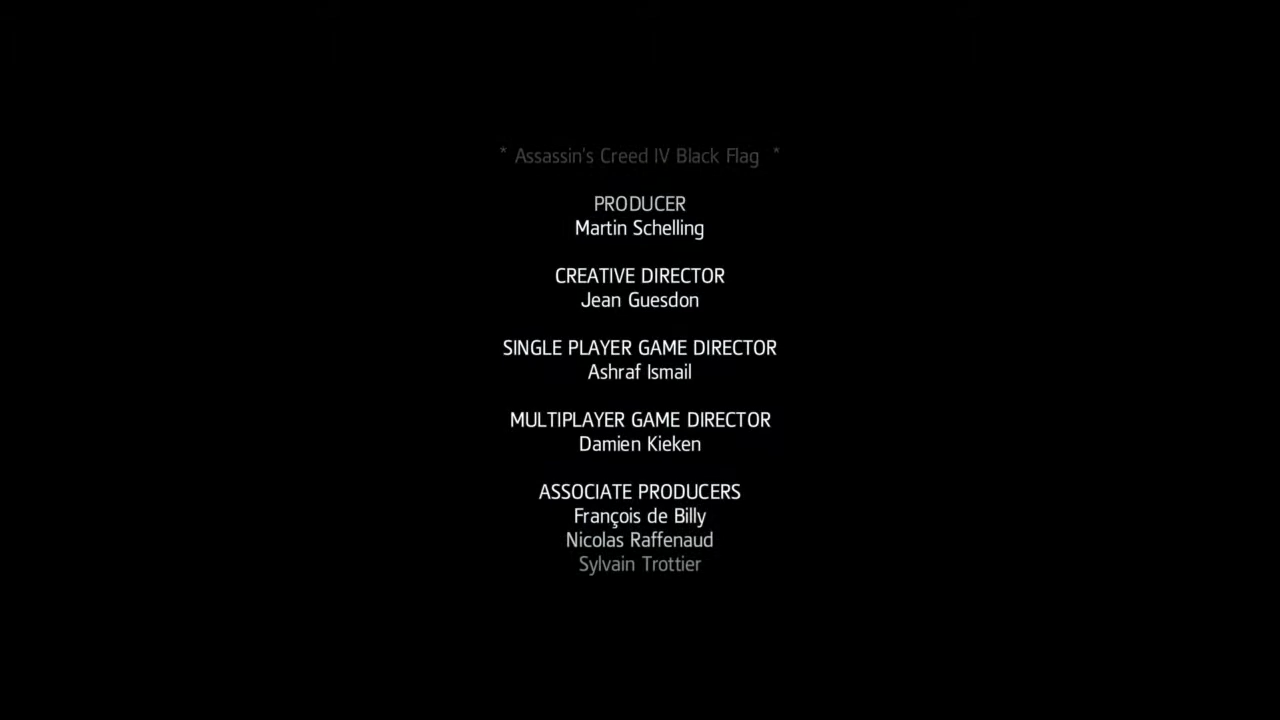 * Assassin's Creed IV Black Flag *
PRODUCER
Martin Schelling
CREATIVE DIRECTOR
Jean Guesdon
SINGLE PLAYER GAME DIRECTOR
Ashraf Ismail
MULTIPLAYER GAME DIRECTOR
Damien Kieken
ASSOCIATE PRODUCERS
François de Billy
Nicolas Raffenaud
Sylvain Trottier